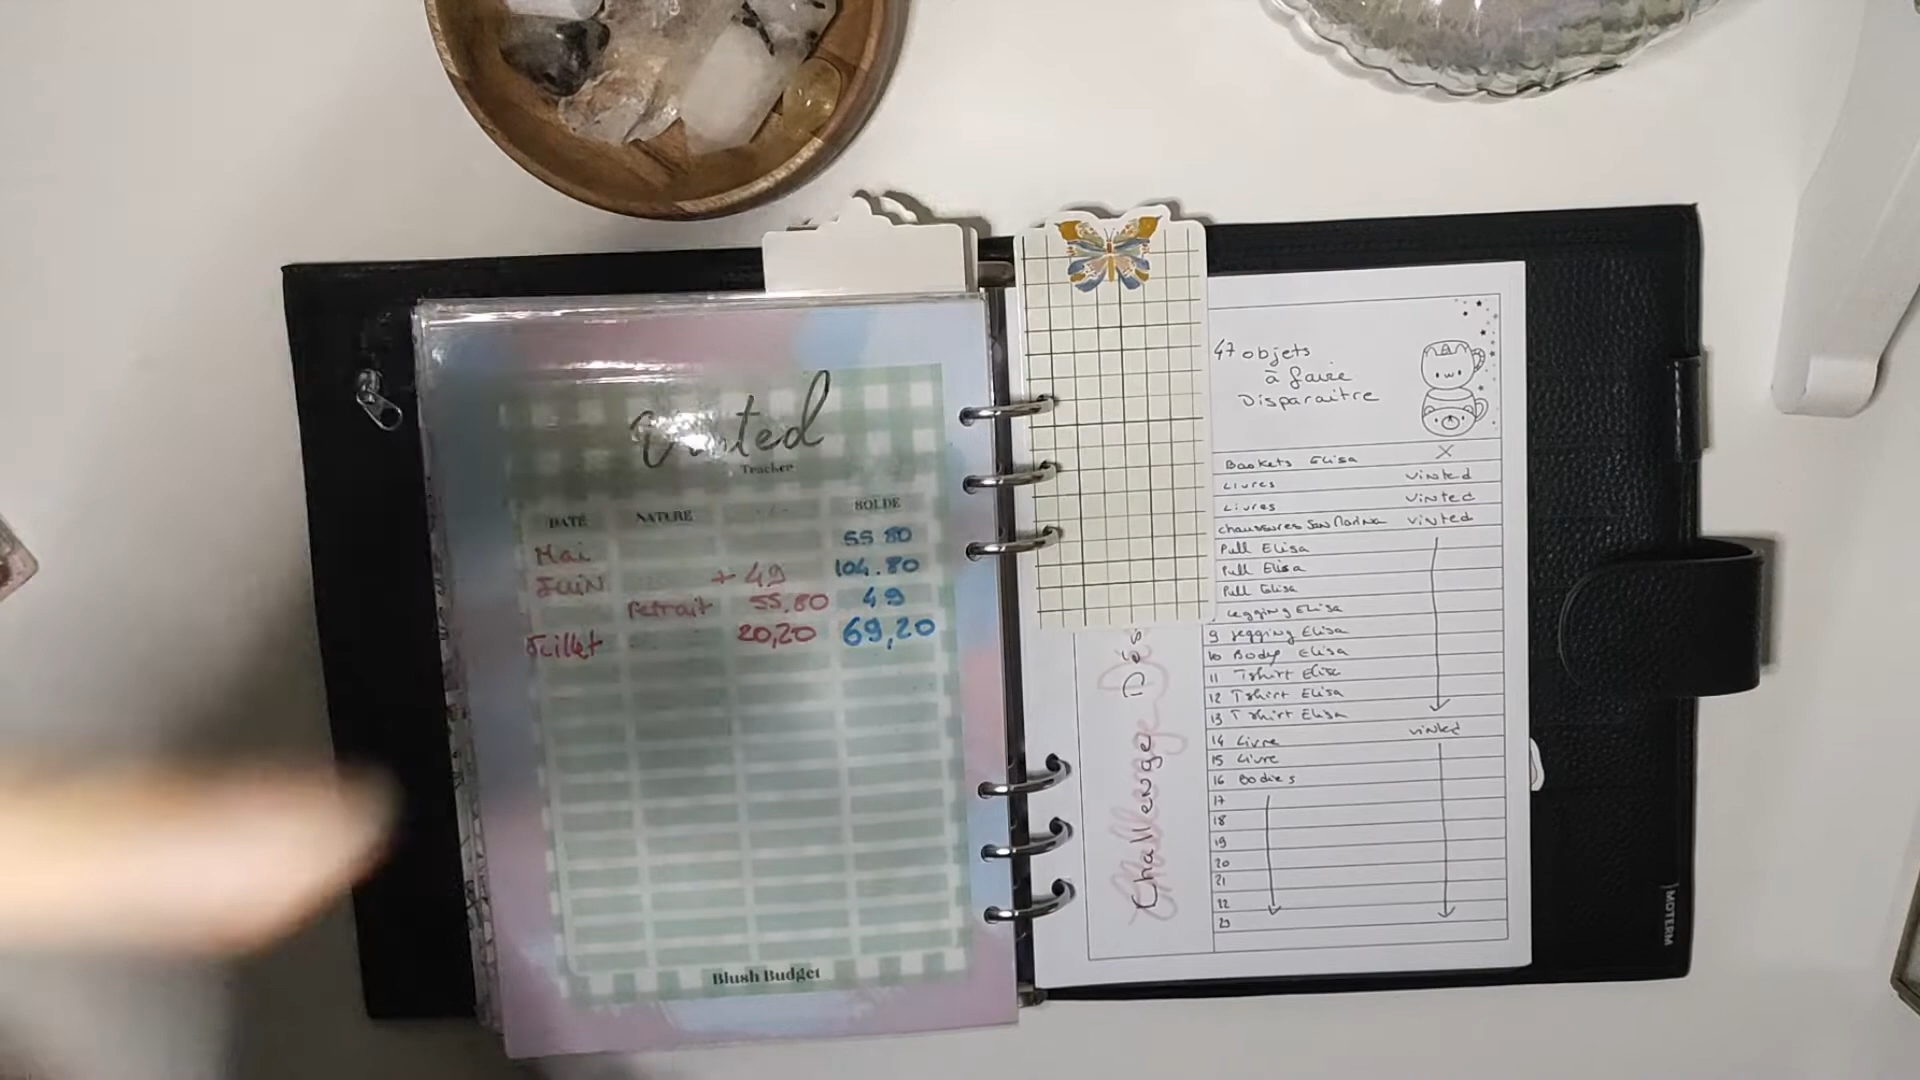 Vinted
Tracker
DATE NATURE SOLDE
Mai 55.80
Juin + 49 104.80
retrait 55.80 49
Juillet 20,20 69,20
Blush Budget
47 objets
à faire
Disparaitre
Baskets Elisa X
Livres vinted
Livres vinted
chaussures San Marina vinted
Pull Elisa
Pull Elisa
Pull Elisa
Legging Elisa
9 Jegging Elisa
10 Body Elisa
11 Tshirt Elisa
12 Tshirt Elisa
13 Tshirt Elisa
14 Livre vinted
15 Livre
16 Bodies
17
18
19
20
21
22
23
Challenge Dés
MOTERM